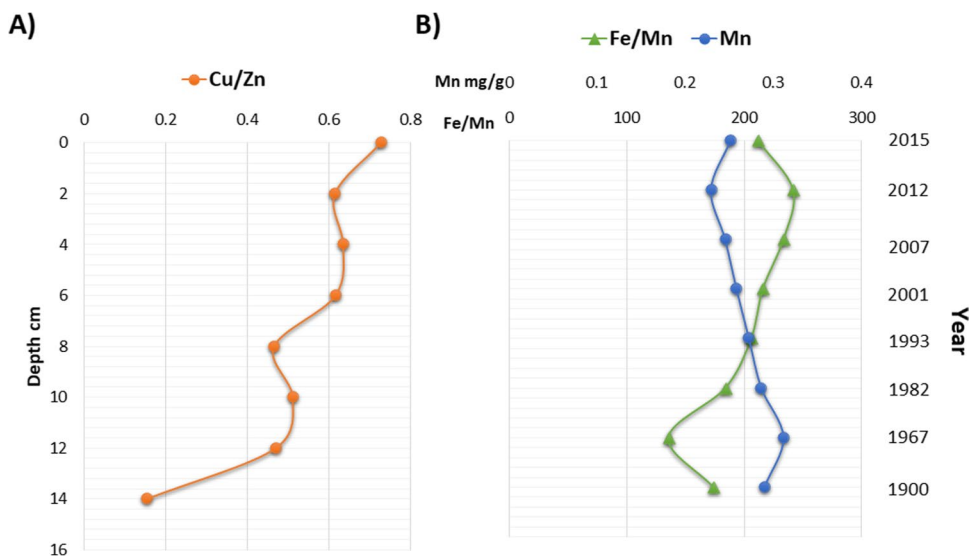 A)
B)
Fe/Mn Mn
Cu/Zn
Mn mg/g 0 0.1 0.2 0.3 0.4
0 0.2 0.4 0.6 0.8
Fe/Mn 0 100 200 300
0
2
4
6
8
10
12
14
16
Depth cm
2015
2012
2007
2001
1993
1982
1967
1900
Year